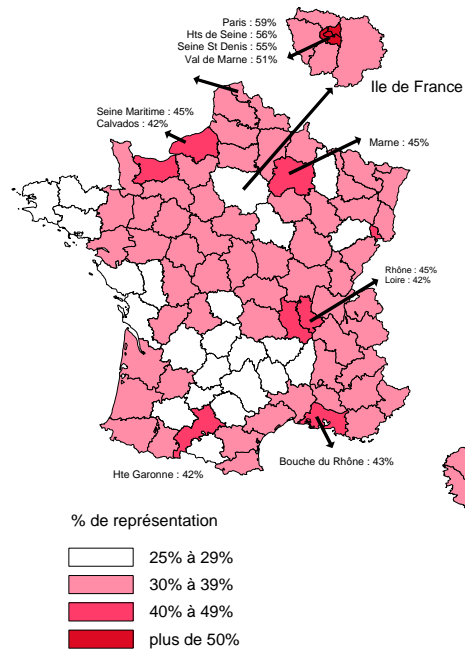 Paris : 59%
Hts de Seine : 56%
Seine St Denis : 55%
Val de Marne : 51%
Ile de France
Seine Maritime : 45%
Calvados : 42%
Marne : 45%
Rhône : 45%
Loire : 42%
Hte Garonne : 42%
Bouche du Rhône : 43%
% de représentation
25% à 29%
30% à 39%
40% à 49%
plus de 50%